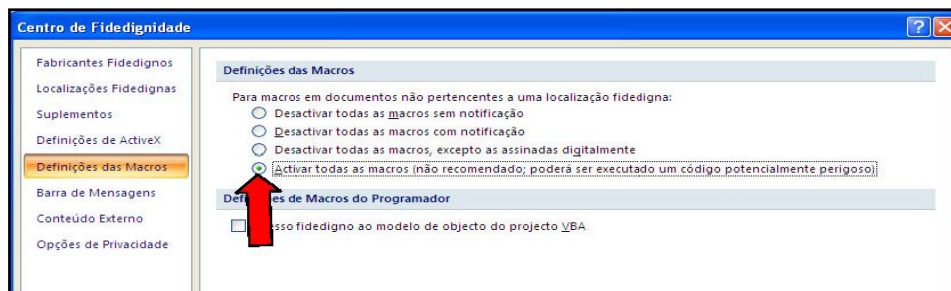 Centro de Fidedignidade
Fabricantes Fidedignos
Localizações Fidedignas
Suplementos
Definições de ActiveX
Definições das Macros
Barra de Mensagens
Conteúdo Externo
Opções de Privacidade
Definições das Macros
Para macros em documentos não pertencentes a uma localização fidedigna:
Desactivar todas as macros sem notificação
Desactivar todas as macros com notificação
Desactivar todas as macros, excepto as assinadas digitalmente
Activar todas as macros (não recomendado; poderá ser executado um código potencialmente perigoso)
de Macros do Programador
fidedigno ao modelo de objecto do projecto VBA